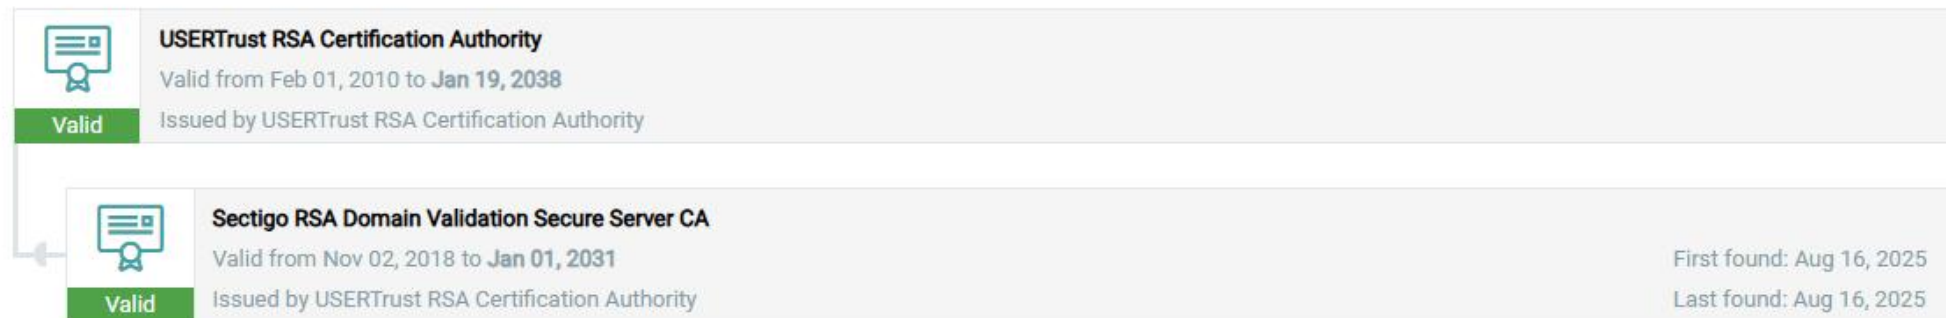 USERTrust RSA Certification Authority
Valid from Feb 01, 2010 to Jan 19, 2038
Valid
Issued by USERTrust RSA Certification Authority
Sectigo RSA Domain Validation Secure Server CA
Valid from Nov 02, 2018 to Jan 01, 2031
First found: Aug 16, 2025
Valid
Issued by USERTrust RSA Certification Authority
Last found: Aug 16, 2025